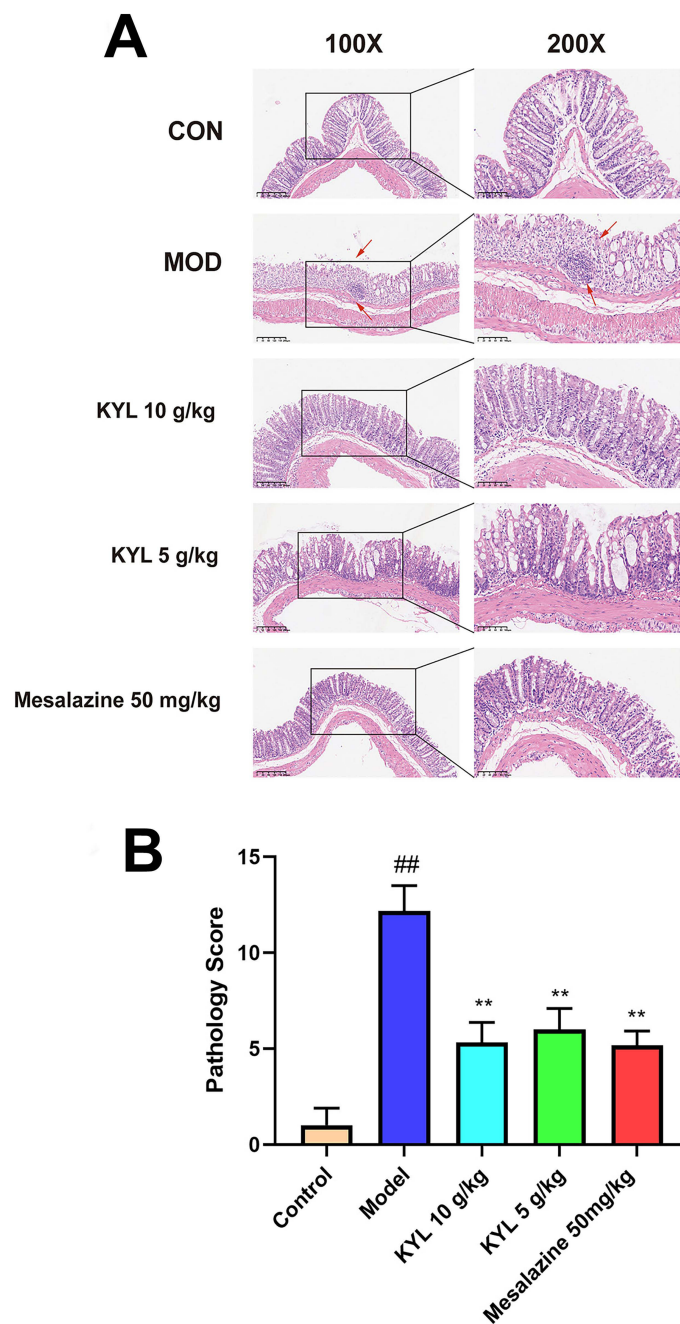 A
100X 200X
CON
MOD
KYL 10 g/kg
KYL 5 g/kg
Mesalazine 50 mg/kg
B
Pathology Score
15
10
5
0
##
**
**
**
Control
Model
KYL 10 g/kg
KYL 5 g/kg
Mesalazine 50mg/kg